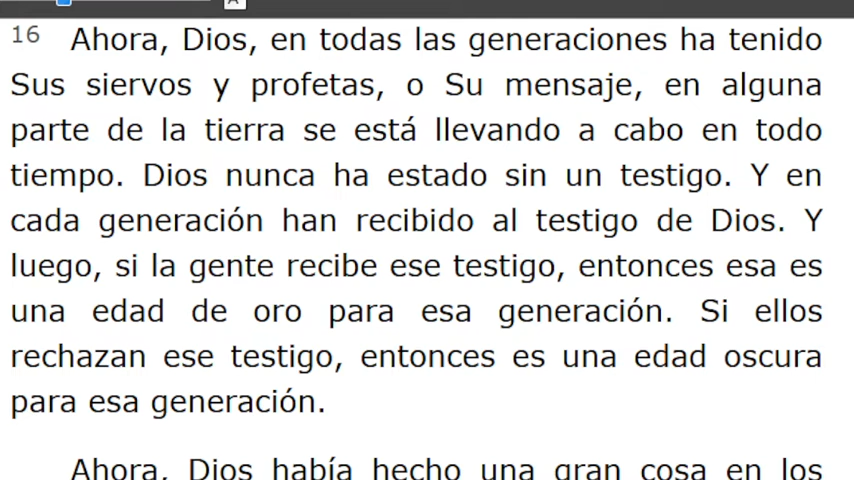 16 Ahora, Dios, en todas las generaciones ha tenido
Sus siervos y profetas, o Su mensaje, en alguna
parte de la tierra se está llevando a cabo en todo
tiempo. Dios nunca ha estado sin un testigo. Y en
cada generación han recibido al testigo de Dios. Y
luego, si la gente recibe ese testigo, entonces esa es
una edad de oro para esa generación. Si ellos
rechazan ese testigo, entonces es una edad oscura
para esa generación.
Ahora, Dios había hecho una gran cosa en los